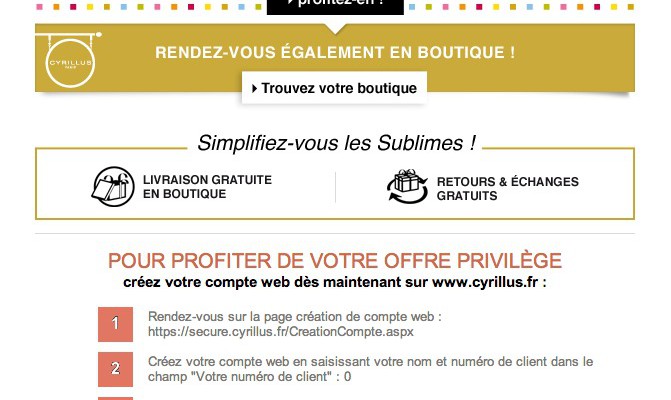 profitez-en !
CYRILLUS
PARIS
RENDEZ-VOUS ÉGALEMENT EN BOUTIQUE !
Trouvez votre boutique
Simplifiez-vous les Sublimes !
LIVRAISON GRATUITE
EN BOUTIQUE
RETOURS & ÉCHANGES
GRATUITS
POUR PROFITER DE VOTRE OFFRE PRIVILÈGE
créez votre compte web dès maintenant sur www.cyrillus.fr :
1
Rendez-vous sur la page création de compte web :
https://secure.cyrillus.fr/CreationCompte.aspx
2
Créez votre compte web en saisissant votre nom et numéro de client dans le
champ "Votre numéro de client" : 0